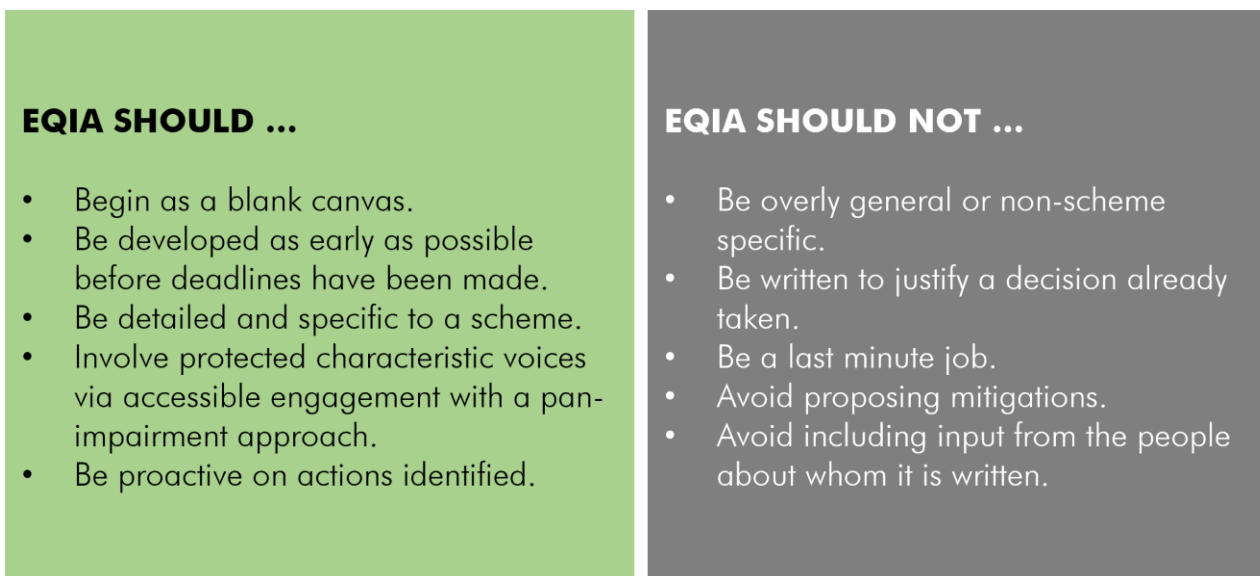 EQIA SHOULD ...
• Begin as a blank canvas.
• Be developed as early as possible
before deadlines have been made.
• Be detailed and specific to a scheme.
• Involve protected characteristic voices
via accessible engagement with a pan-
impairment approach.
• Be proactive on actions identified.
EQIA SHOULD NOT ...
• Be overly general or non-scheme
specific.
• Be written to justify a decision already
taken.
• Be a last minute job.
• Avoid proposing mitigations.
• Avoid including input from the people
about whom it is written.